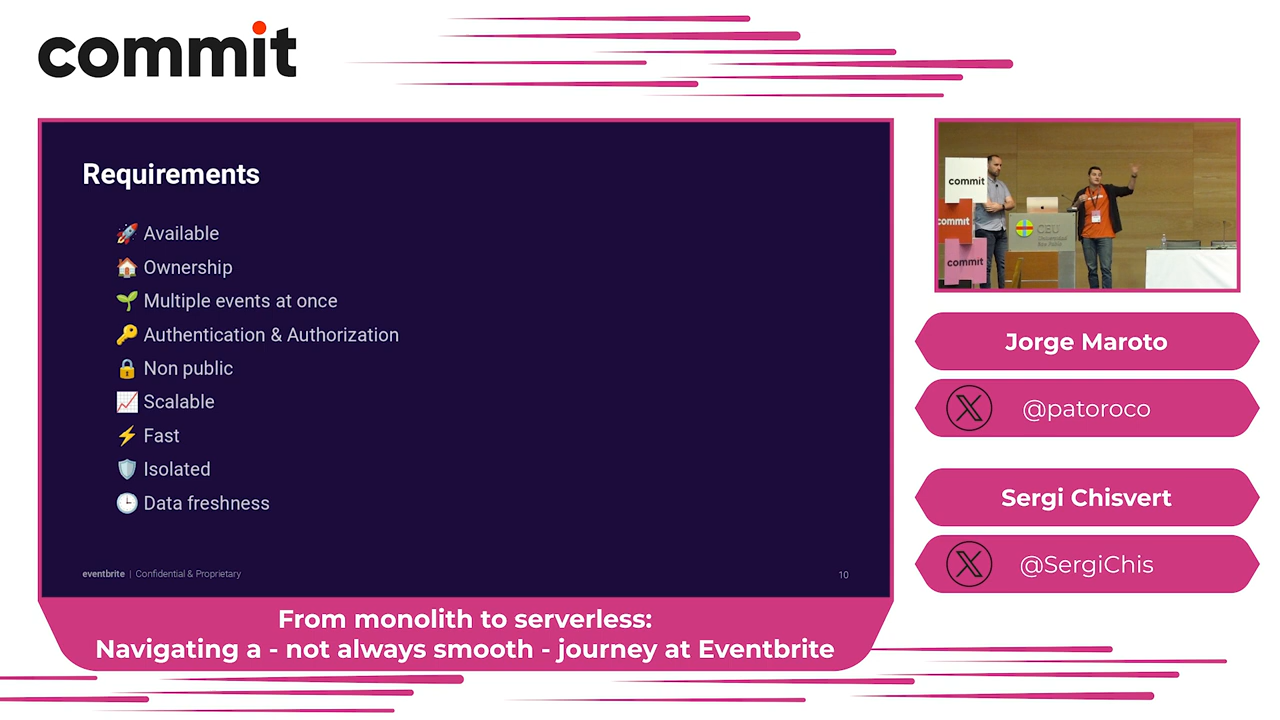 commit
Requirements
🚀 Available
🏠 Ownership
🌱 Multiple events at once
🔑 Authentication & Authorization
🔒 Non public
📈 Scalable
⚡ Fast
🛡️ Isolated
🕒 Data freshness
eventbrite | Confidential & Proprietary
10
From monolith to serverless:
Navigating a - not always smooth - journey at Eventbrite
commit
commit
commit
CEU
Jorge Maroto
@patoroco
Sergi Chisvert
@SergiChis